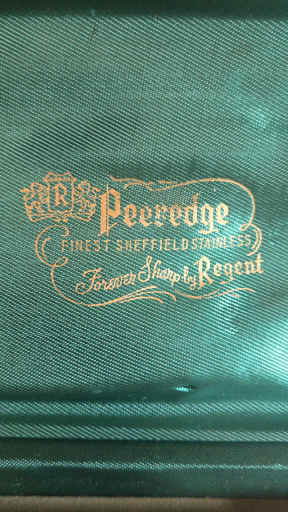 R
Peeredge
FINEST SHEFFIELD STAINLESS
Forever Sharp by Regent